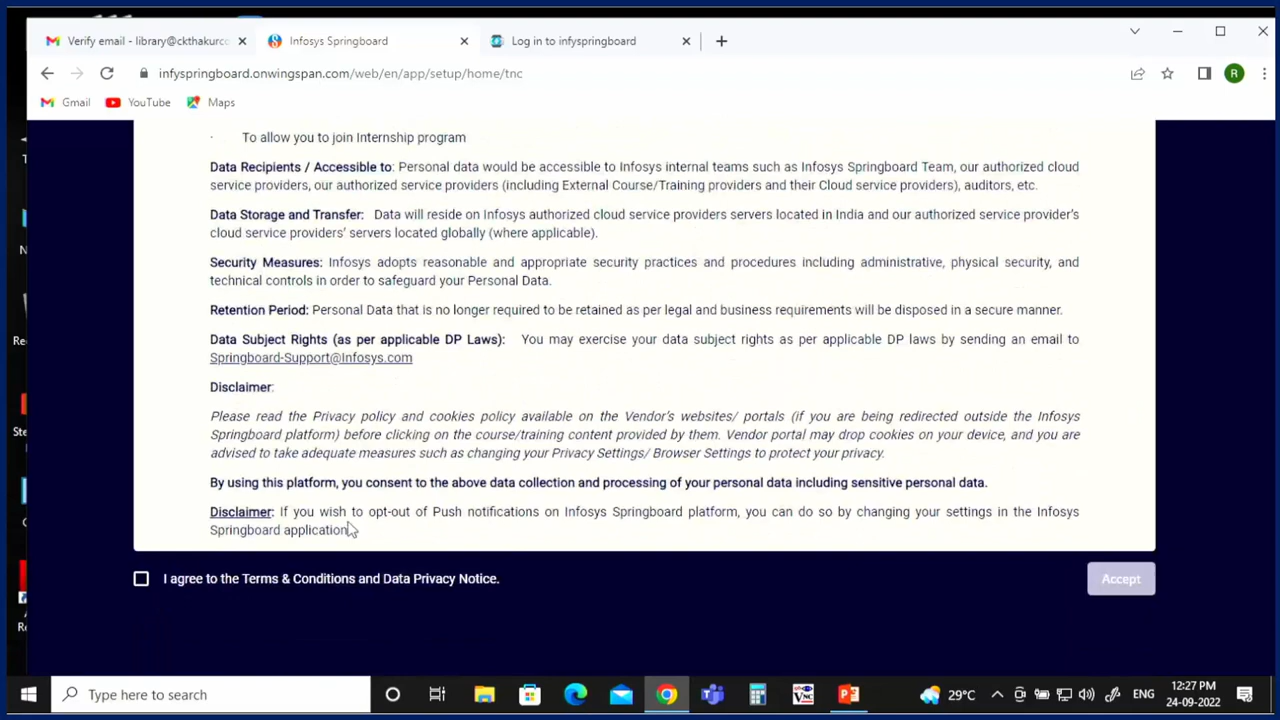 Verify email - library@ckthakurco
Infosys Springboard
Log in to infyspringboard
infyspringboard.onwingspan.com/web/en/app/setup/home/tnc
R
Gmail
YouTube
Maps
· To allow you to join Internship program
Data Recipients / Accessible to: Personal data would be accessible to Infosys internal teams such as Infosys Springboard Team, our authorized cloud
service providers, our authorized service providers (including External Course/Training providers and their Cloud service providers), auditors, etc.
Data Storage and Transfer: Data will reside on Infosys authorized cloud service providers servers located in India and our authorized service provider's
cloud service providers' servers located globally (where applicable).
Security Measures: Infosys adopts reasonable and appropriate security practices and procedures including administrative, physical security, and
technical controls in order to safeguard your Personal Data.
Retention Period: Personal Data that is no longer required to be retained as per legal and business requirements will be disposed in a secure manner.
Data Subject Rights (as per applicable DP Laws): You may exercise your data subject rights as per applicable DP laws by sending an email to
Springboard-Support@Infosys.com
Disclaimer:
Please read the Privacy policy and cookies policy available on the Vendor's websites/ portals (if you are being redirected outside the Infosys
Springboard platform) before clicking on the course/training content provided by them. Vendor portal may drop cookies on your device, and you are
advised to take adequate measures such as changing your Privacy Settings/ Browser Settings to protect your privacy.
By using this platform, you consent to the above data collection and processing of your personal data including sensitive personal data.
Disclaimer: If you wish to opt-out of Push notifications on Infosys Springboard platform, you can do so by changing your settings in the Infosys
Springboard application
I agree to the Terms & Conditions and Data Privacy Notice.
Accept
Type here to search
29°C
ENG
12:27 PM
24-09-2022